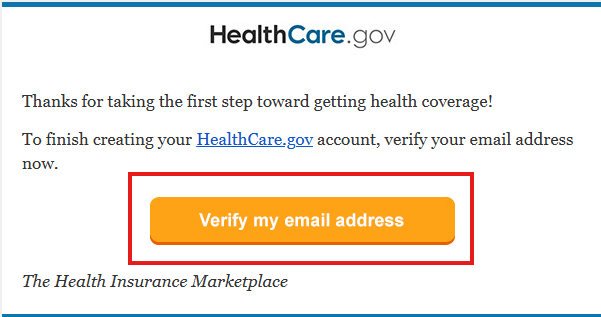 HealthCare.gov
Thanks for taking the first step toward getting health coverage!
To finish creating your HealthCare.gov account, verify your email address
now.
Verify my email address
The Health Insurance Marketplace